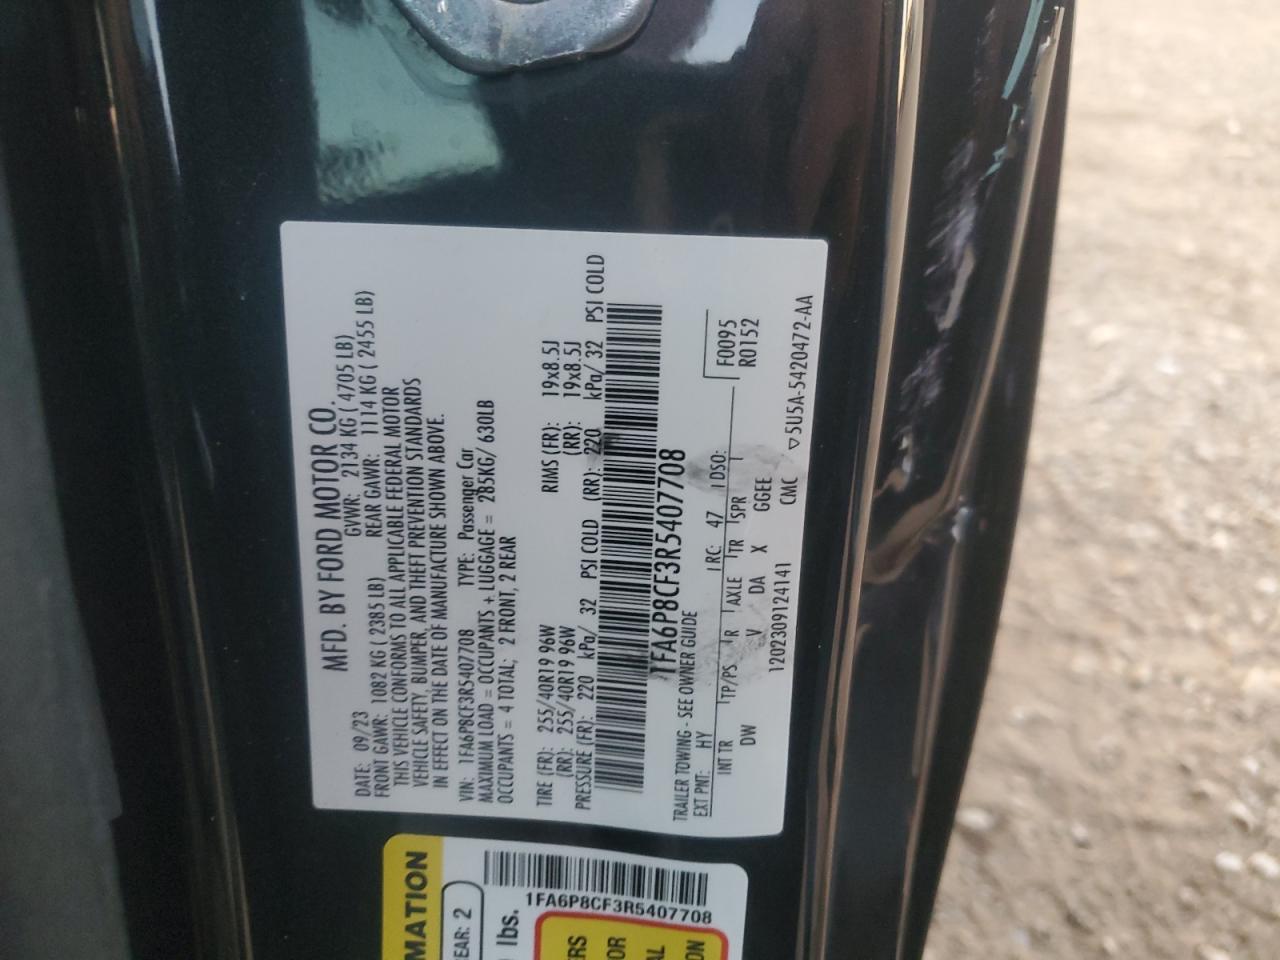 MFD. BY FORD MOTOR CO.
DATE: 09/23 GVWR: 2134 KG ( 4705 LB)
FRONT GAWR: 1082 KG ( 2385 LB) REAR GAWR: 1114 KG ( 2455 LB)
THIS VEHICLE CONFORMS TO ALL APPLICABLE FEDERAL MOTOR
VEHICLE SAFETY, BUMPER, AND THEFT PREVENTION STANDARDS
IN EFFECT ON THE DATE OF MANUFACTURE SHOWN ABOVE.
VIN: 1FA6P8CF3R5407708 TYPE: Passenger Car
MAXIMUM LOAD = OCCUPANTS + LUGGAGE = 285KG/ 630LB
OCCUPANTS = 4 TOTAL; 2 FRONT, 2 REAR
TIRE (FR): 255/40R19 96W RIMS (FR): 19x8.5J
(RR): 255/40R19 96W (RR): 19x8.5J
PRESSURE (FR): 220 kPa/ 32 PSI COLD (RR): 220 kPa/ 32 PSI COLD
1FA6P8CF3R5407708
TRAILER TOWING - SEE OWNER GUIDE
EXT PNT: HY RC: 47 DSO:
INT TR TP/PS R AXLE TR SPR F0095
DW V DA X GGEE R0152
1202309124141 CMC
▽5U5A-5420472-AA
MATION
EAR: 2
lbs.
1FA6P8CF3R5407708
ERS
OR
AL
ON